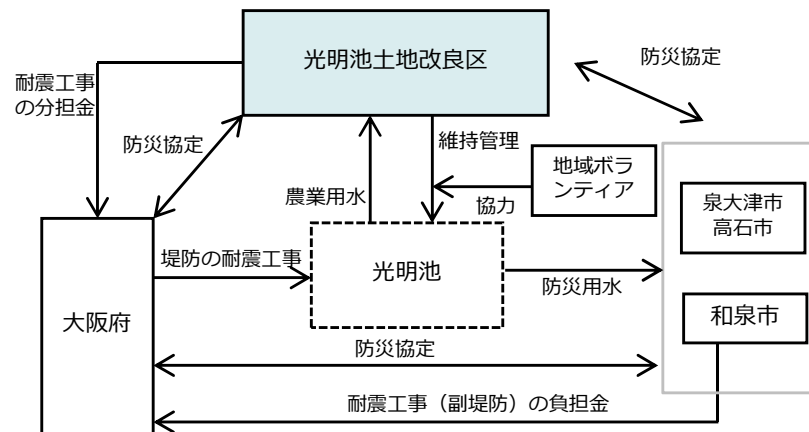 光明池土地改良区
耐震工事
の分担金
防災協定
防災協定
維持管理
農業用水
地域ボラ
ンティア
協力
泉大津市
高石市
堤防の耐震工事
光明池
防災用水
大阪府
和泉市
防災協定
耐震工事（副堤防）の負担金